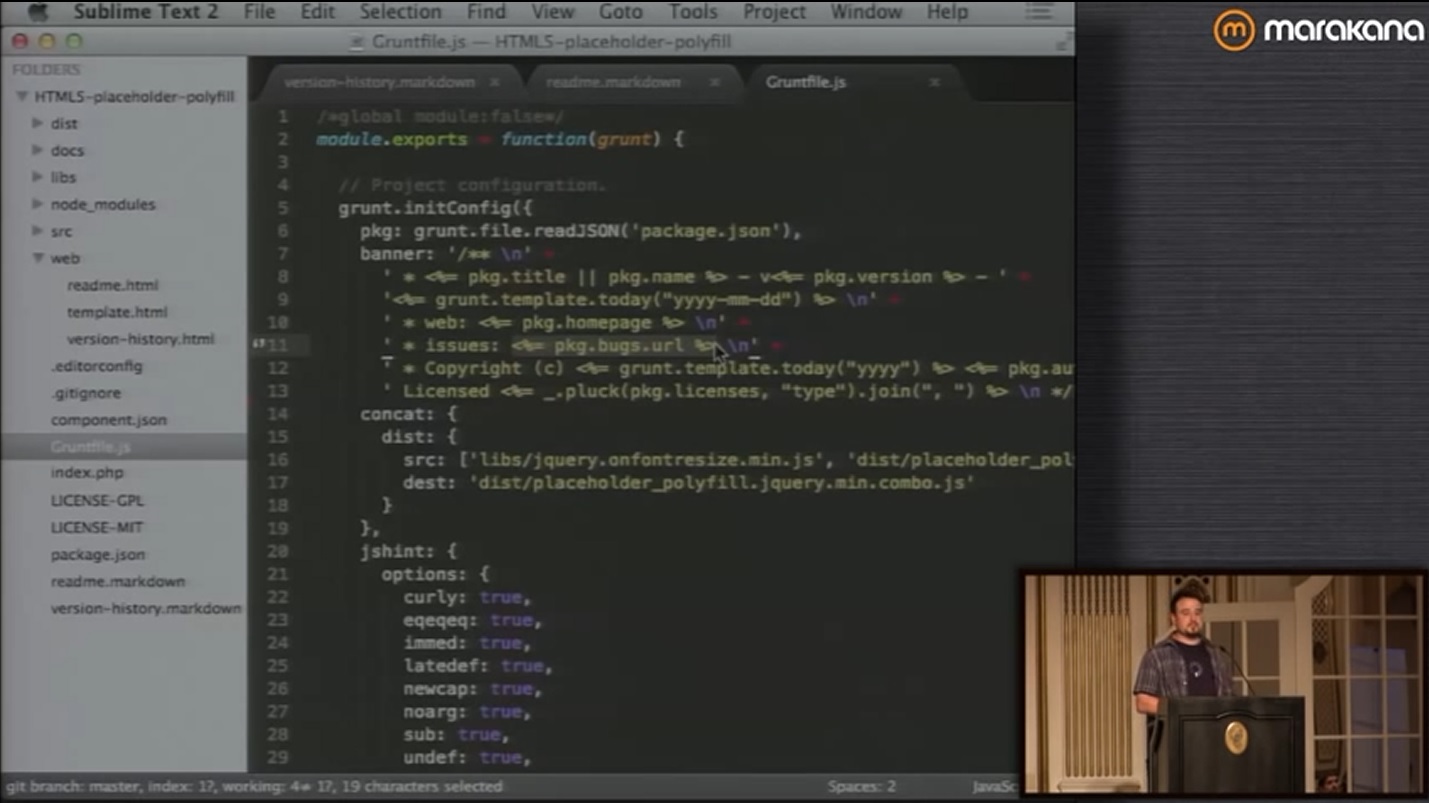 Sublime Text 2 File Edit Selection Find View Goto Tools Project Window Help
marakana
Gruntfile.js — HTML5-placeholder-polyfill
FOLDERS
HTML5-placeholder-polyfill
dist
docs
libs
node_modules
src
web
readme.html
template.html
version-history.html
.editorconfig
.gitignore
component.json
Gruntfile.js
index.php
LICENSE-GPL
LICENSE-MIT
package.json
readme.markdown
version-history.markdown
version-history.markdown × readme.markdown × Gruntfile.js ×
1 /*global module:false*/
2 module.exports = function(grunt) {
3
4 // Project configuration.
5 grunt.initConfig({
6 pkg: grunt.file.readJSON('package.json'),
7 banner: '/** \n' +
8 ' * <%= pkg.title || pkg.name %> - v<%= pkg.version %> - ' +
9 '<%= grunt.template.today("yyyy-mm-dd") %> \n' +
10 ' * web: <%= pkg.homepage %> \n' +
11 ' * issues: <%= pkg.bugs.url %> \n' +
12 ' * Copyright (c) <%= grunt.template.today("yyyy") %> <%= pkg.au
13 ' Licensed <%= _.pluck(pkg.licenses, "type").join(", ") %> \n */
14 concat: {
15 dist: {
16 src: ['libs/jquery.onfontresize.min.js', 'dist/placeholder_pol
17 dest: 'dist/placeholder_polyfill.jquery.min.combo.js'
18 }
19 },
20 jshint: {
21 options: {
22 curly: true,
23 eqeqeq: true,
24 immed: true,
25 latedef: true,
26 newcap: true,
27 noarg: true,
28 sub: true,
29 undef: true,
git branch: master, index: 1?, working: 4≠ 1?, 19 characters selected Spaces: 2 JavaSc